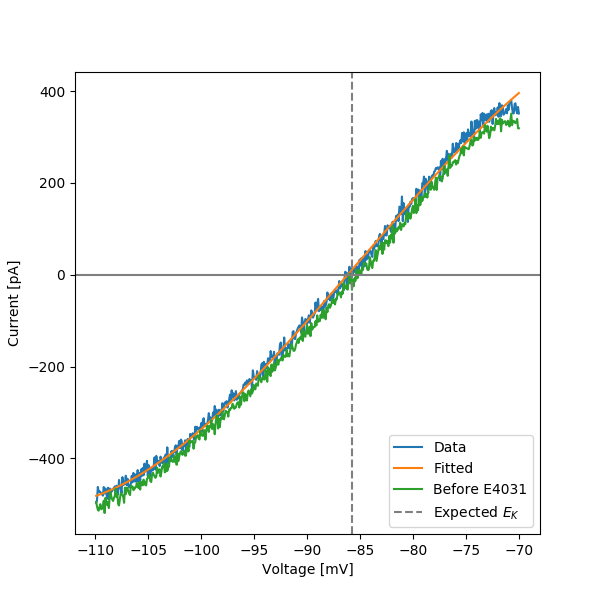 400
200
0
−200
−400
Current [pA]
Data
Fitted
Before E4031
Expected E_K
−110 −105 −100 −95 −90 −85 −80 −75 −70
Voltage [mV]